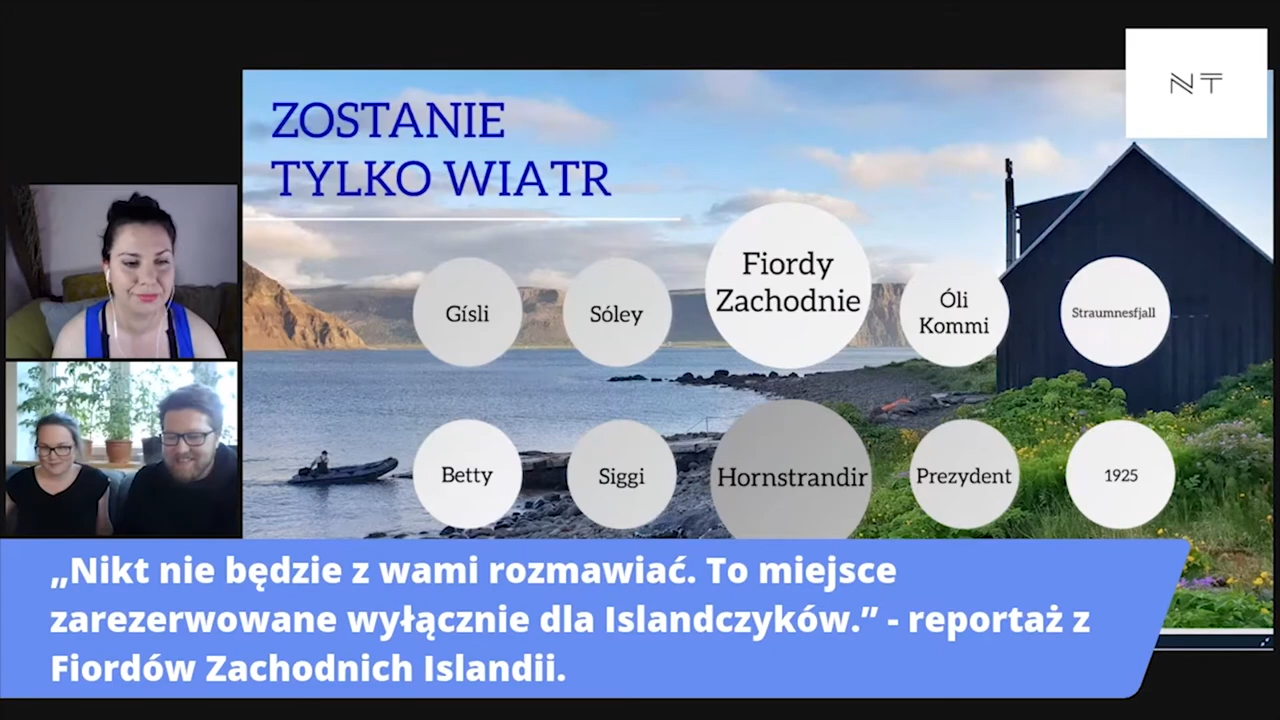 NT
ZOSTANIE
TYLKO WIATR
Fiordy
Zachodnie
Gísli
Sóley
Óli
Kommi
Straumnesfjall
Betty
Siggi
Hornstrandir
Prezydent
1925
„Nikt nie będzie z wami rozmawiać. To miejsce
zarezerwowane wyłącznie dla Islandczyków.” - reportaż z
Fiordów Zachodnich Islandii.